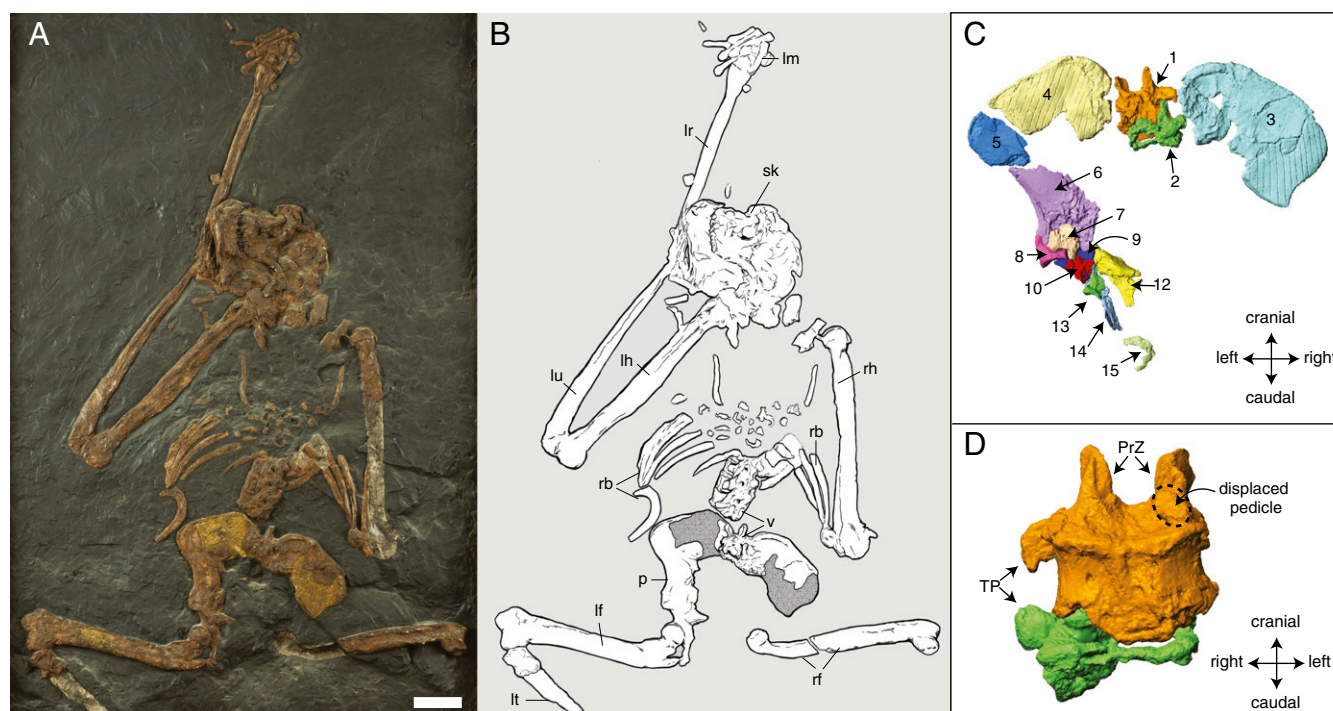 A
B
lm
lr
sk
lh
lu
rh
rb
rb
v
p
lf
rf
lt
C
1
4
3
5
2
6
7
9
8
10
12
13
14
15
cranial
left
right
caudal
D
PrZ
displaced
pedicle
TP
cranial
right
left
caudal